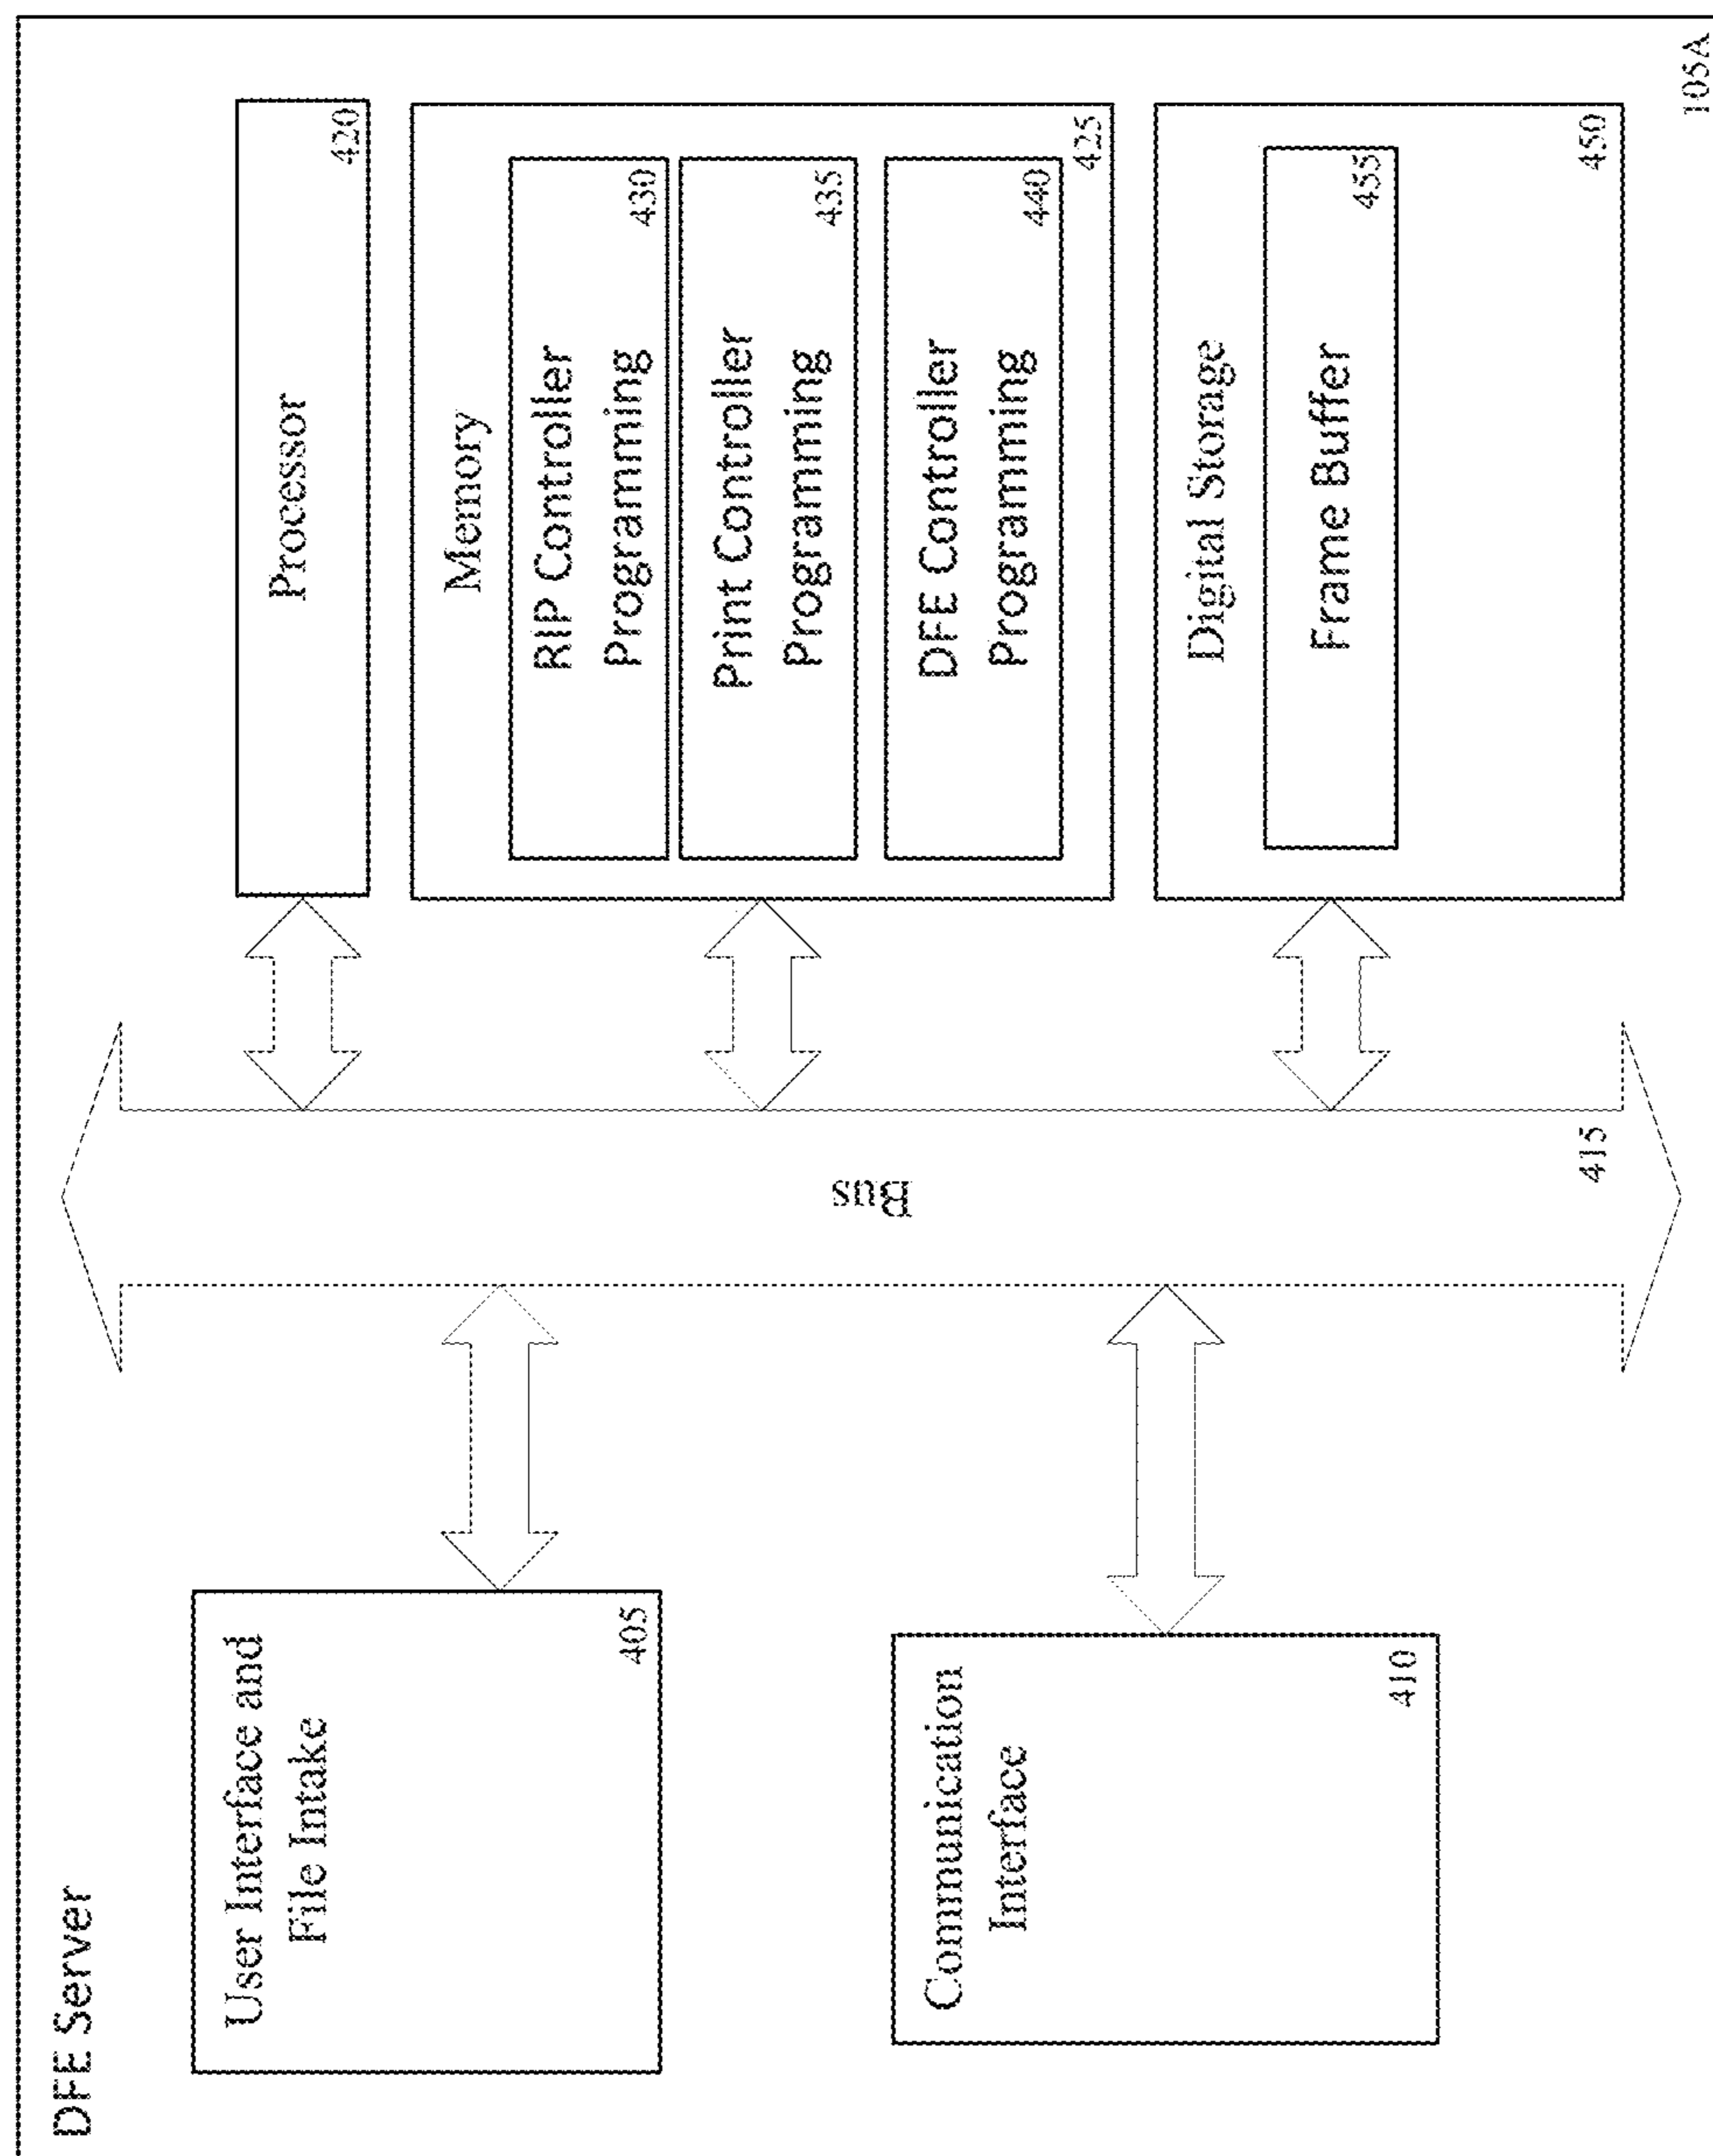 DFE Server
User Interface and
File Intake
405
Communication
Interface
410
Bus
415
Processor
420
Memory
RIP Controller
Programming
430
Print Controller
Programming
435
DFE Controller
Programming
440
425
Digital Storage
Frame Buffer
455
450
105A